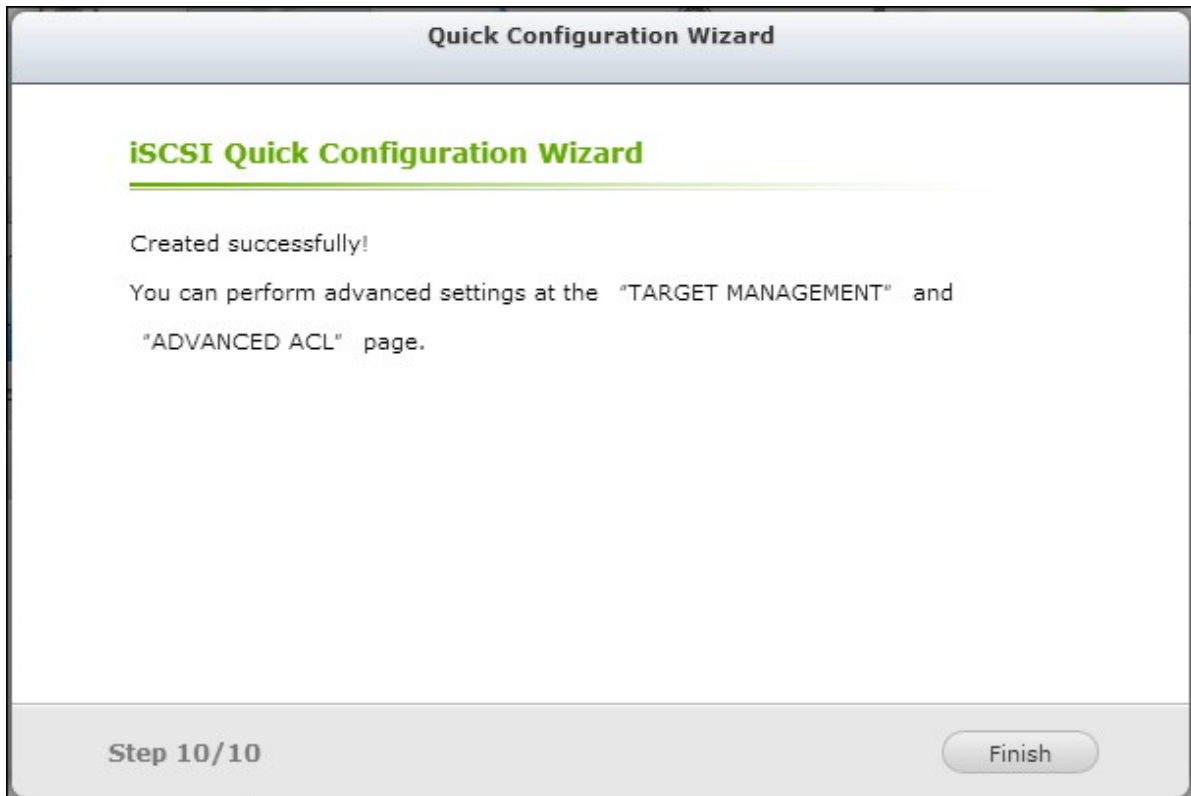 Quick Configuration Wizard
iSCSI Quick Configuration Wizard
Created successfully!
You can perform advanced settings at the "TARGET MANAGEMENT" and
"ADVANCED ACL" page.
Step 10/10
Finish